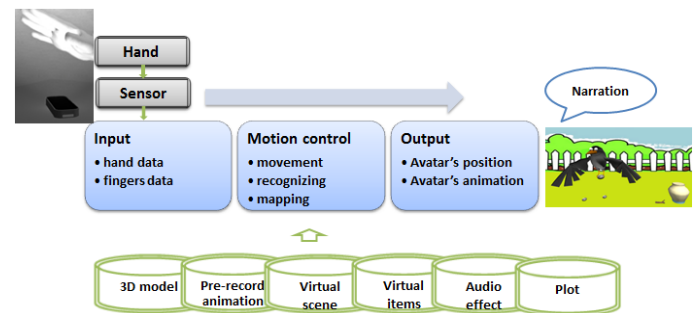 Hand
Sensor
Narration
Input
• hand data
• fingers data
Motion control
• movement
• recognizing
• mapping
Output
• Avatar's position
• Avatar's animation
3D model
Pre-record
animation
Virtual
scene
Virtual
items
Audio
effect
Plot